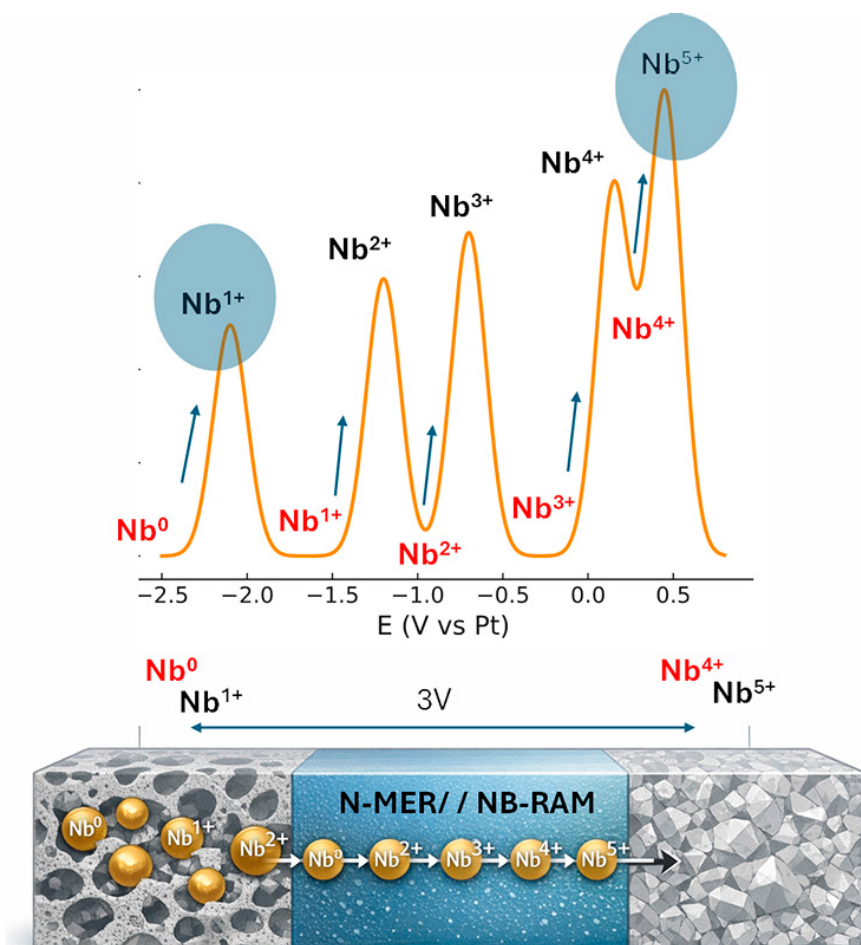 Nb⁵⁺
Nb⁴⁺
Nb³⁺
Nb²⁺
Nb¹⁺
Nb⁴⁺
Nb³⁺
Nb¹⁺
Nb⁰
Nb²⁺
−2.5 −2.0 −1.5 −1.0 −0.5 0.0 0.5
E (V vs Pt)
Nb⁰ Nb⁴⁺
Nb¹⁺ 3V Nb⁵⁺
N-MER/ / NB-RAM
Nb⁰ Nb¹⁺ Nb²⁺ Nb⁰ Nb²⁺ Nb³⁺ Nb⁴⁺ Nb⁵⁺